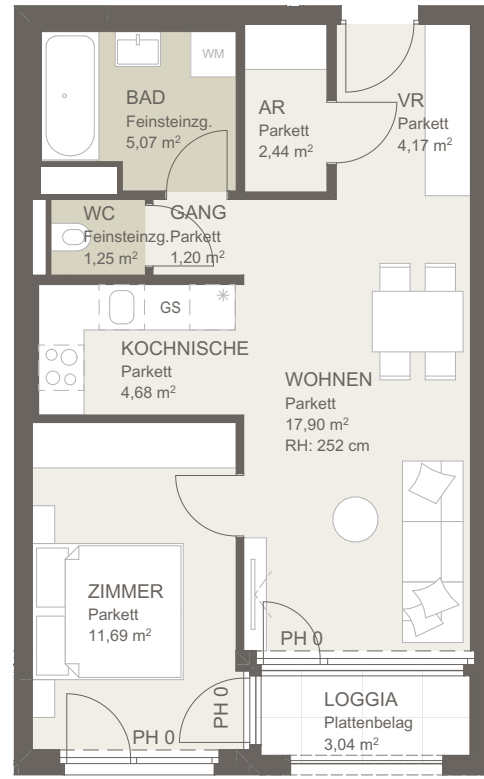 WM
BAD
Feinsteinzg.
5,07 m²
AR
Parkett
2,44 m²
VR
Parkett
4,17 m²
WC
Feinsteinzg.
1,25 m²
GANG
Parkett
1,20 m²
GS
KOCHNISCHE
Parkett
4,68 m²
WOHNEN
Parkett
17,90 m²
RH: 252 cm
ZIMMER
Parkett
11,69 m²
PH 0
PH 0
PH 0
LOGGIA
Plattenbelag
3,04 m²